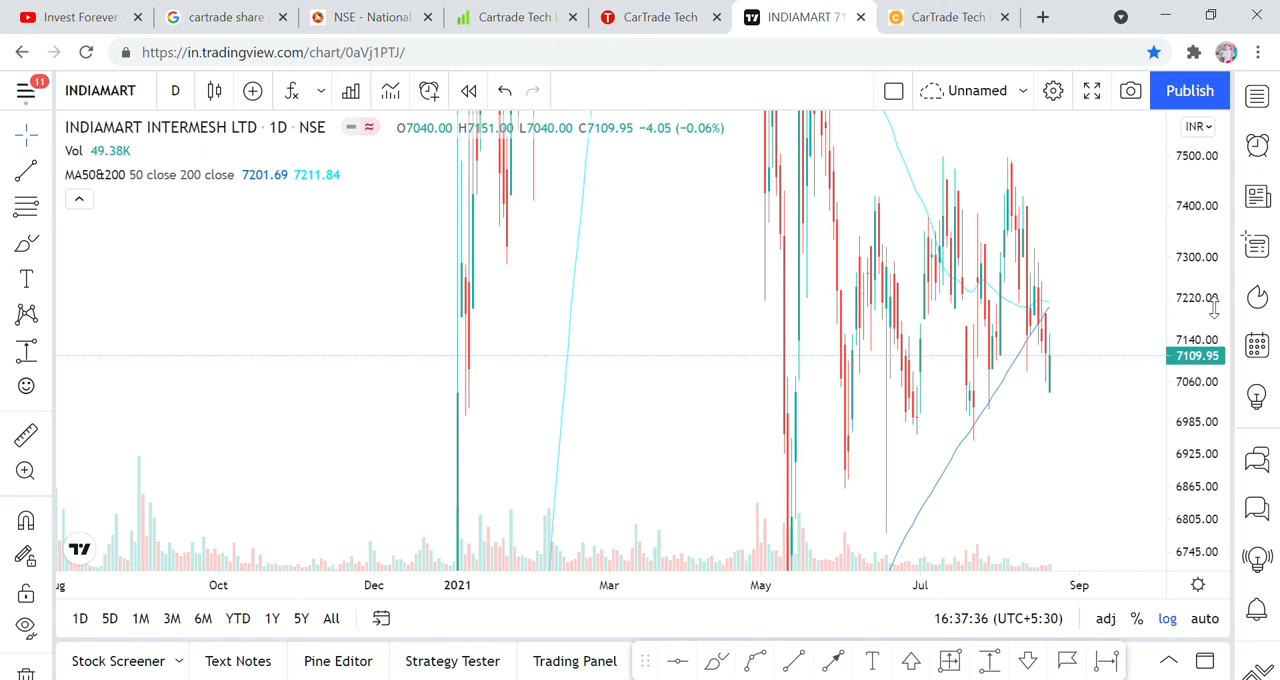 Invest Forever
cartrade share
NSE - National
Cartrade Tech
CarTrade Tech
INDIAMART 71
CarTrade Tech
https://in.tradingview.com/chart/0aVj1PTJ/
11
INDIAMART
D
Unnamed
Publish
INDIAMART INTERMESH LTD · 1D · NSE
O7040.00 H7151.00 L7040.00 C7109.95 −4.05 (−0.06%)
INR
Vol 49.38K
7500.00
MA50&200 50 close 200 close 7201.69 7211.84
7400.00
7300.00
7220.00
7140.00
7109.95
7060.00
6985.00
6925.00
6865.00
6805.00
6745.00
ug
Oct
Dec
2021
Mar
May
Jul
Sep
1D 5D 1M 3M 6M YTD 1Y 5Y All
16:37:36 (UTC+5:30)
adj % log auto
Stock Screener
Text Notes
Pine Editor
Strategy Tester
Trading Panel